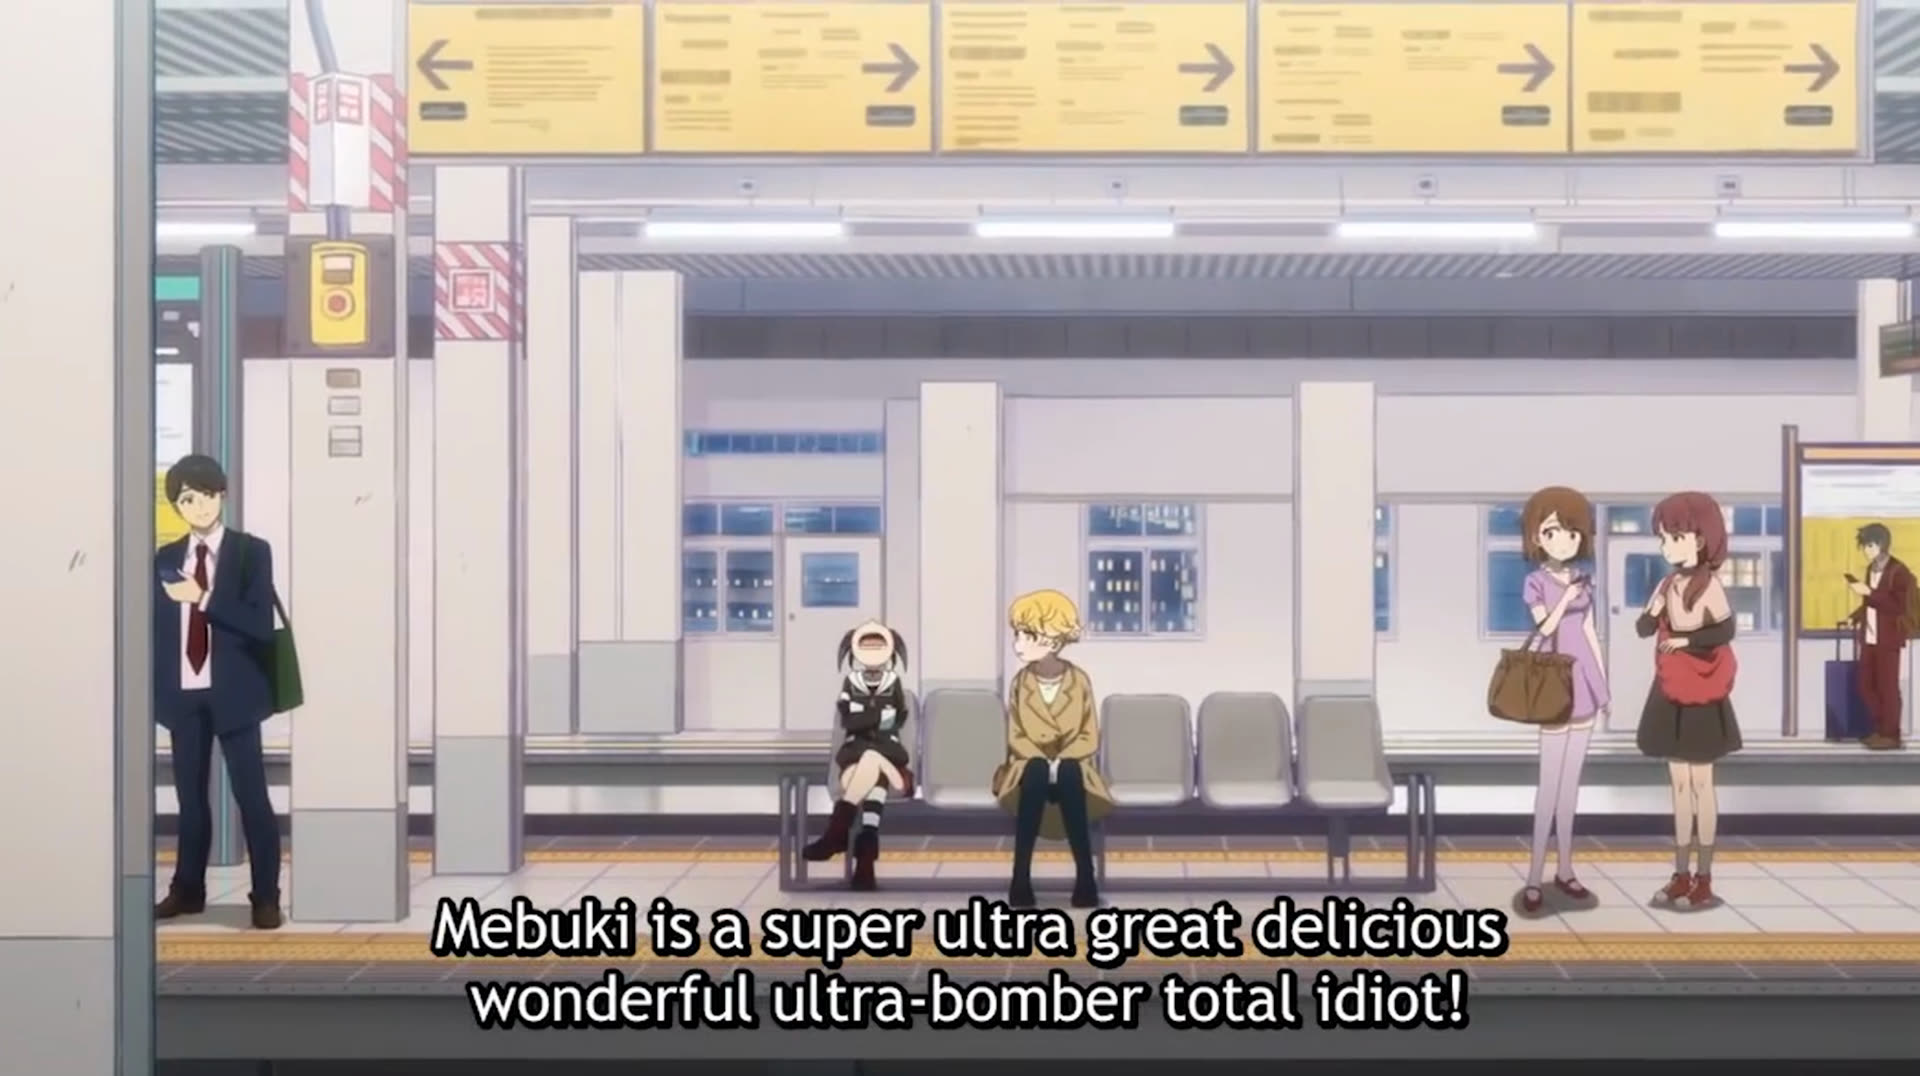 Mebuki is a super ultra great delicious
wonderful ultra-bomber total idiot!